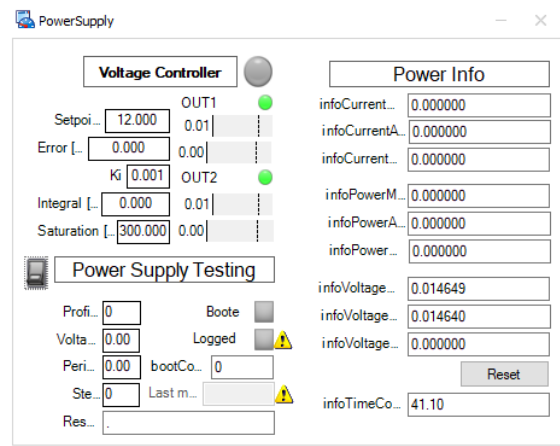 PowerSupply
Voltage Controller
OUT1
Setpoi... 12.000 0.01
Error [... 0.000 0.00
Ki 0.001 OUT2
Integral [... 0.000 0.01
Saturation [... 300.000 0.00
Power Supply Testing
Profi... 0 Boote
Volta... 0.00 Logged
Peri... 0.00 bootCo... 0
Ste... 0 Last m...
Res... .
Power Info
infoCurrent... 0.000000
infoCurrentA... 0.000000
infoCurrent... 0.000000
infoPowerM... 0.000000
infoPowerA... 0.000000
infoPower... 0.000000
infoVoltage... 0.014649
infoVoltage... 0.014640
infoVoltage... 0.000000
Reset
infoTimeCo... 41.10